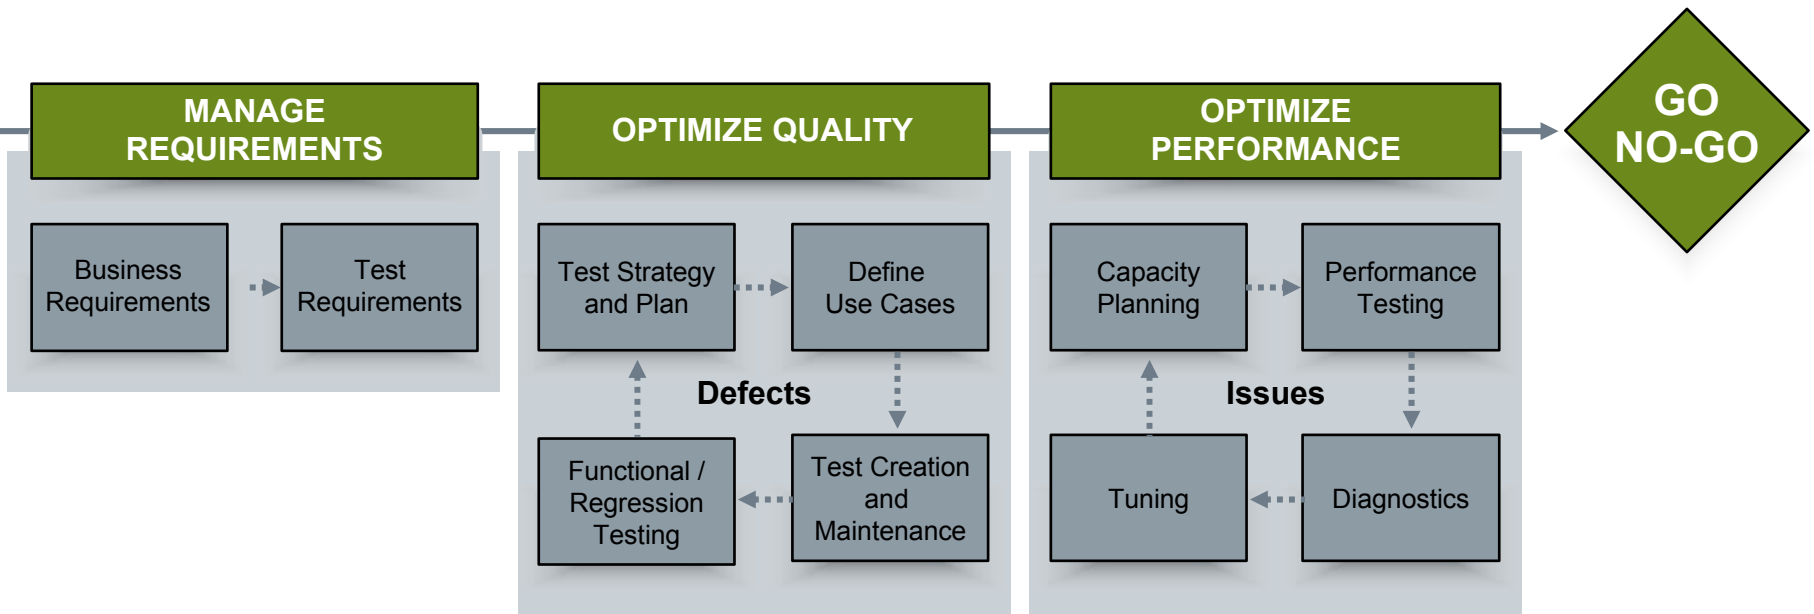 MANAGE
REQUIREMENTS
OPTIMIZE QUALITY
OPTIMIZE
PERFORMANCE
GO
NO-GO
Business
Requirements
Test
Requirements
Test Strategy
and Plan
Define
Use Cases
Defects
Functional /
Regression
Testing
Test Creation
and
Maintenance
Capacity
Planning
Performance
Testing
Issues
Tuning
Diagnostics